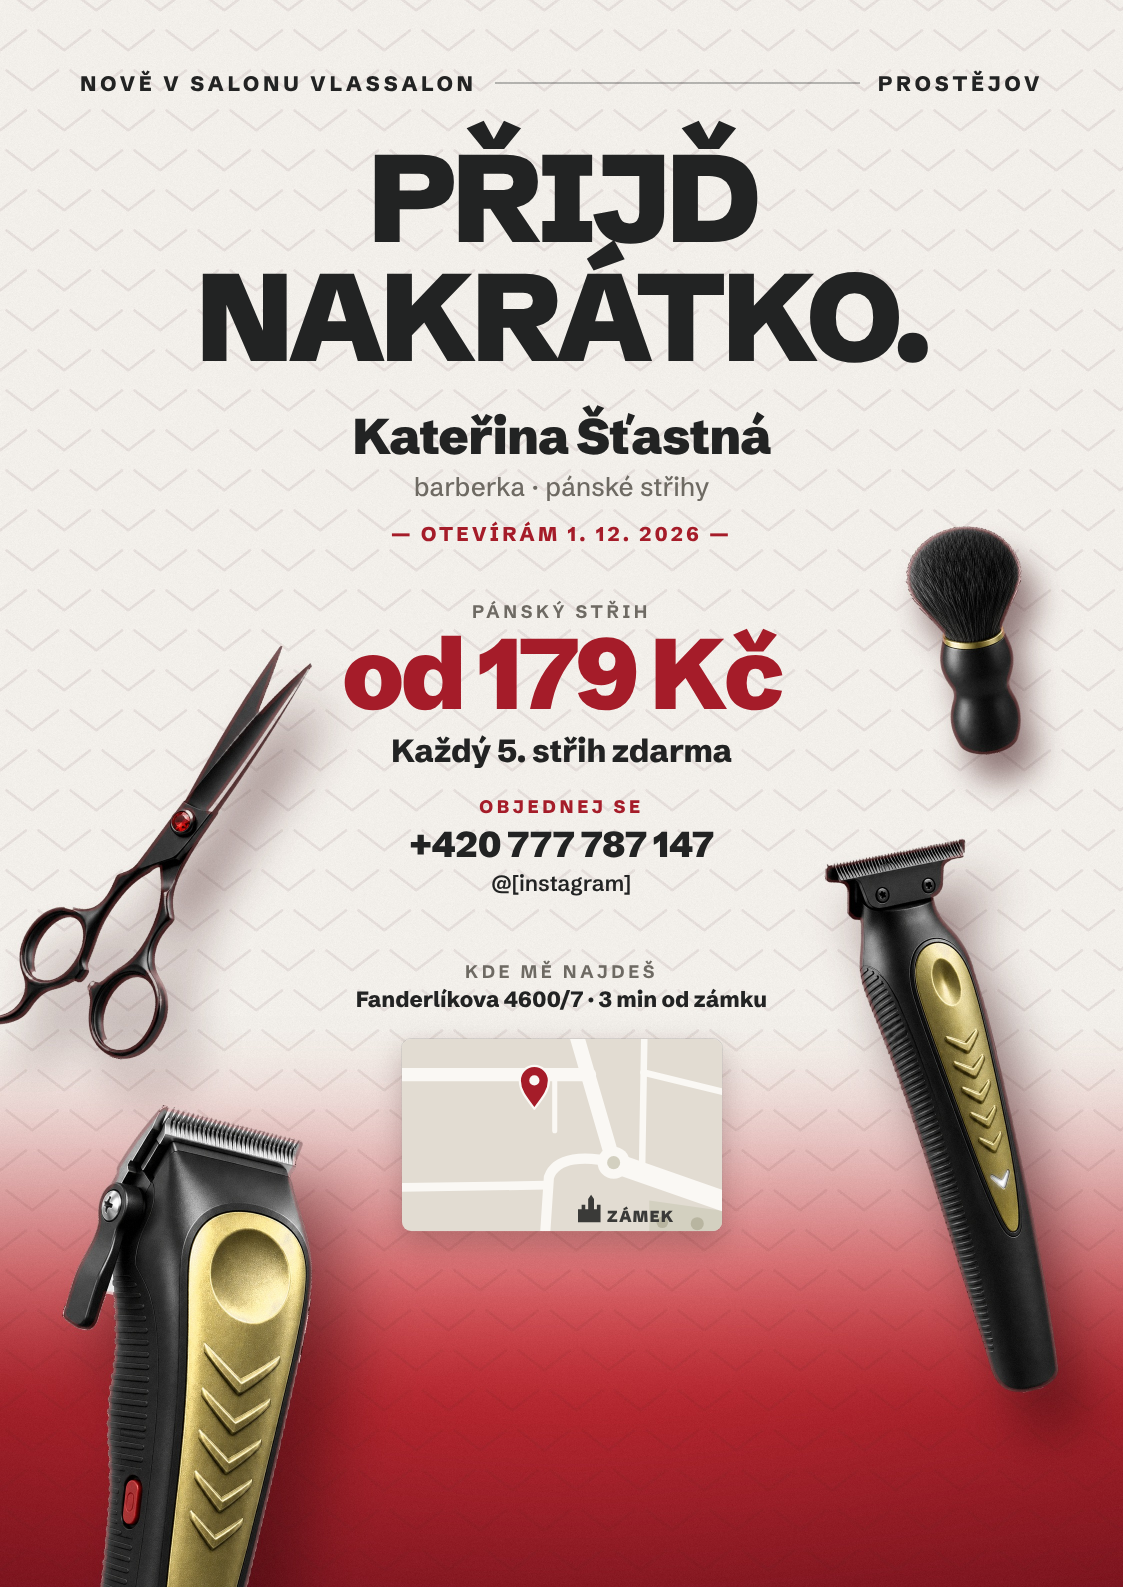 NOVĚ V SALONU VLASSALON PROSTĚJOV
PŘIJĎ
NAKRÁTKO.
Kateřina Šťastná
barberka · pánské střihy
— OTEVÍRÁM 1. 12. 2026 —
PÁNSKÝ STŘIH
od 179 Kč
Každý 5. střih zdarma
OBJEDNEJ SE
+420 777 787 147
@[instagram]
KDE MĚ NAJDEŠ
Fanderlíkova 4600/7 · 3 min od zámku
ZÁMEK